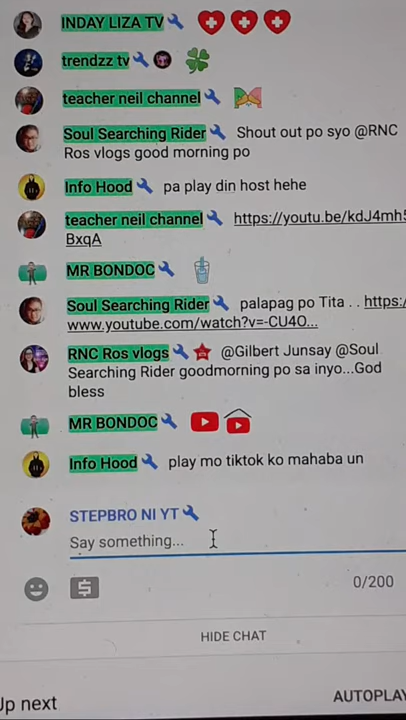 INDAY LIZA TV
trendzz tv
teacher neil channel
Soul Searching Rider Shout out po syo @RNC
Ros vlogs good morning po
Info Hood pa play din host hehe
teacher neil channel https://youtu.be/kdJ4mh5
BxqA
MR BONDOC
Soul Searching Rider palapag po Tita . . https:/
www.youtube.com/watch?v=-CU4O...
RNC Ros vlogs @Gilbert Junsay @Soul
Searching Rider goodmorning po sa inyo...God
bless
MR BONDOC
Info Hood play mo tiktok ko mahaba un
STEPBRO NI YT
Say something...
0/200
HIDE CHAT
Up next
AUTOPLAY